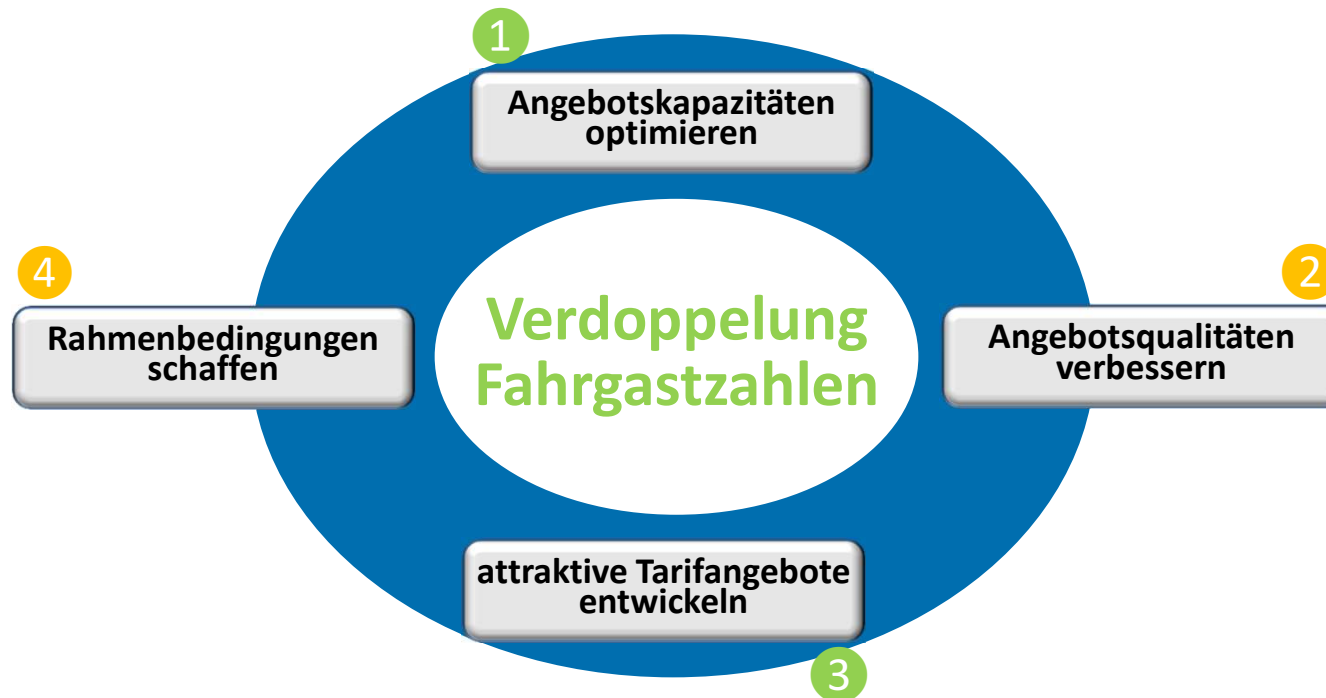 1
Angebotskapazitäten
optimieren
4
2
Rahmenbedingungen
schaffen
Verdoppelung
Fahrgastzahlen
Angebotsqualitäten
verbessern
attraktive Tarifangebote
entwickeln
3